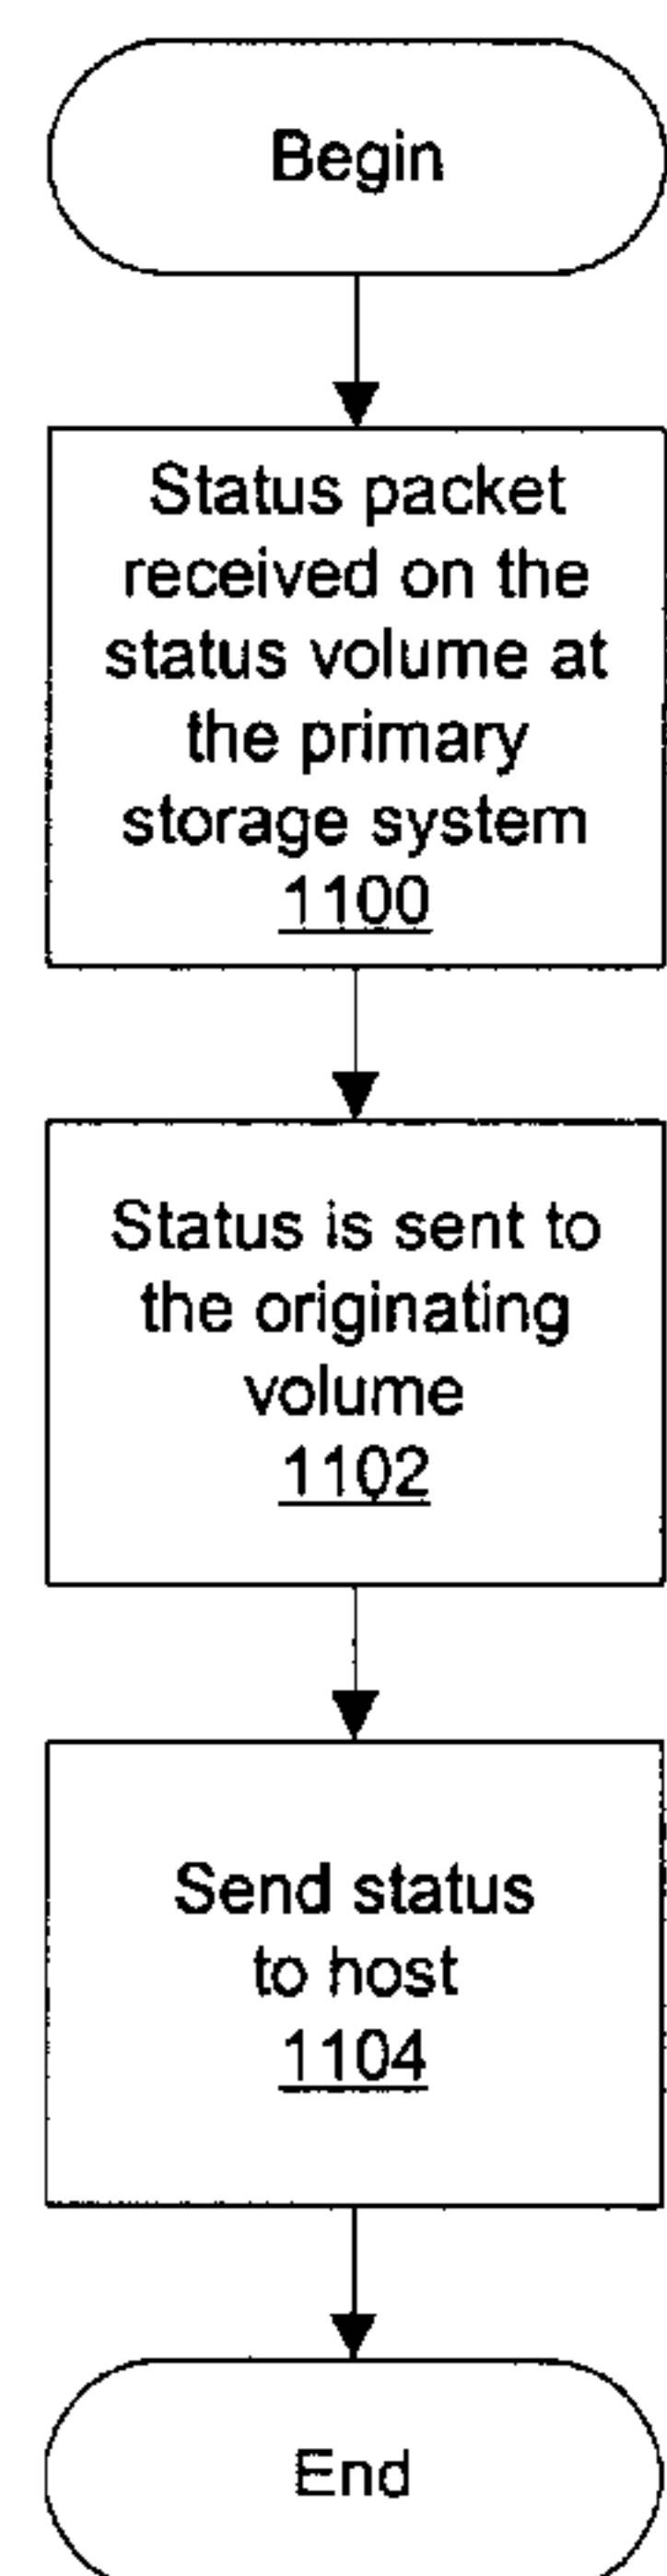 Begin
Status packet
received on the
status volume at
the primary
storage system
1100
Status is sent to
the originating
volume
1102
Send status
to host
1104
End